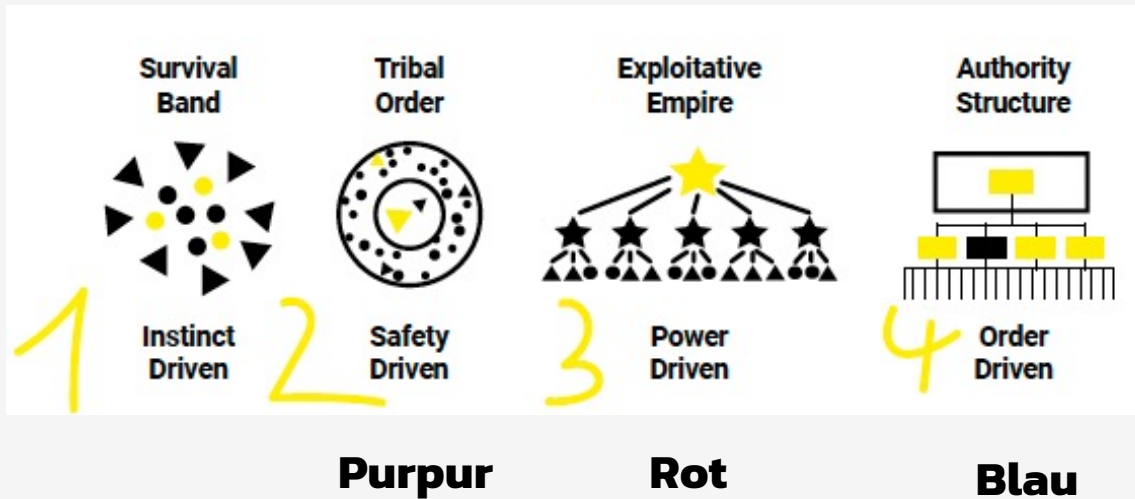 Survival
Band
Tribal
Order
Exploitative
Empire
Authority
Structure
1
Instinct
Driven
2
Safety
Driven
3
Power
Driven
4
Order
Driven
Purpur
Rot
Blau